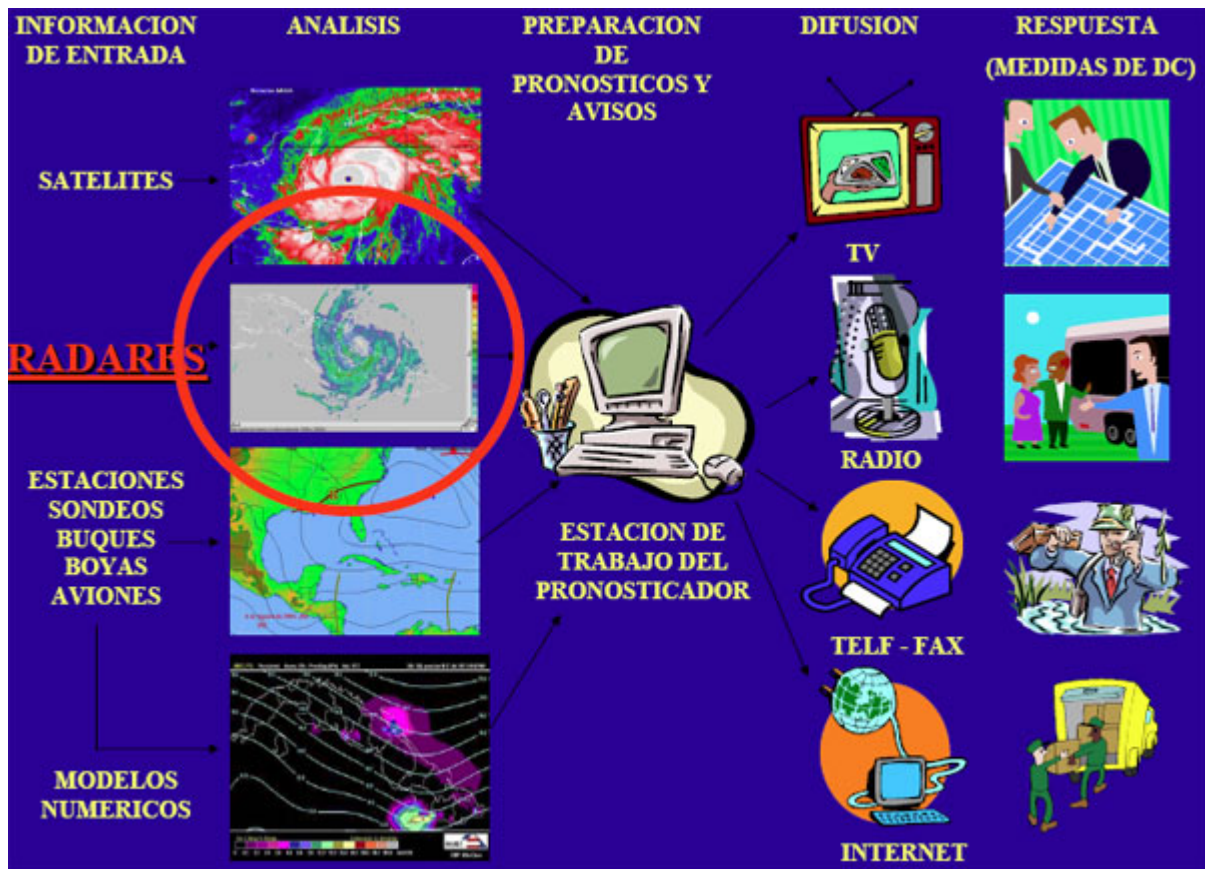 INFORMACION
DE ENTRADA
ANALISIS
PREPARACION
DE
PRONOSTICOS Y
AVISOS
DIFUSION
RESPUESTA
(MEDIDAS DE DC)
SATELITES
RADARES
ESTACIONES
SONDEOS
BUQUES
BOYAS
AVIONES
MODELOS
NUMERICOS
ESTACION DE
TRABAJO DEL
PRONOSTICADOR
TV
RADIO
TELF - FAX
INTERNET